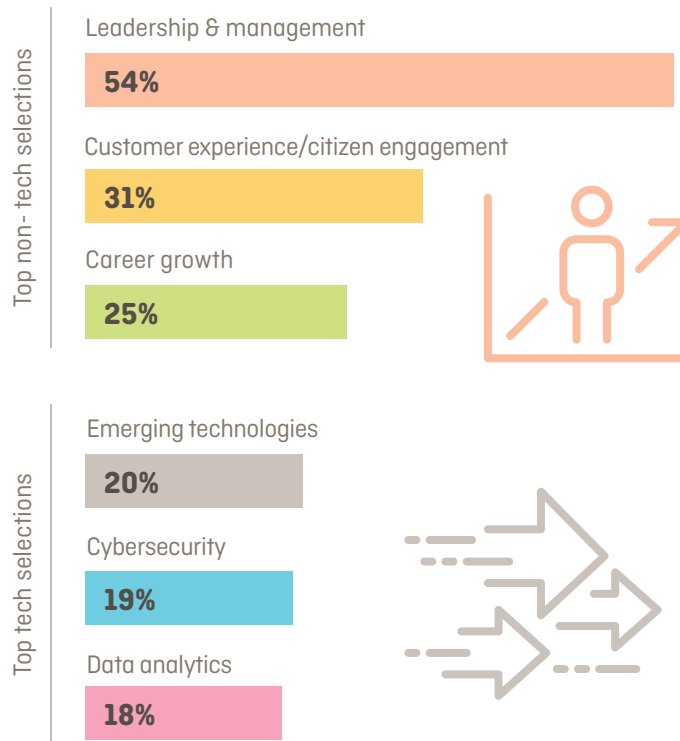 Top non- tech selections
Leadership & management
54%
Customer experience/citizen engagement
31%
Career growth
25%
Top tech selections
Emerging technologies
20%
Cybersecurity
19%
Data analytics
18%